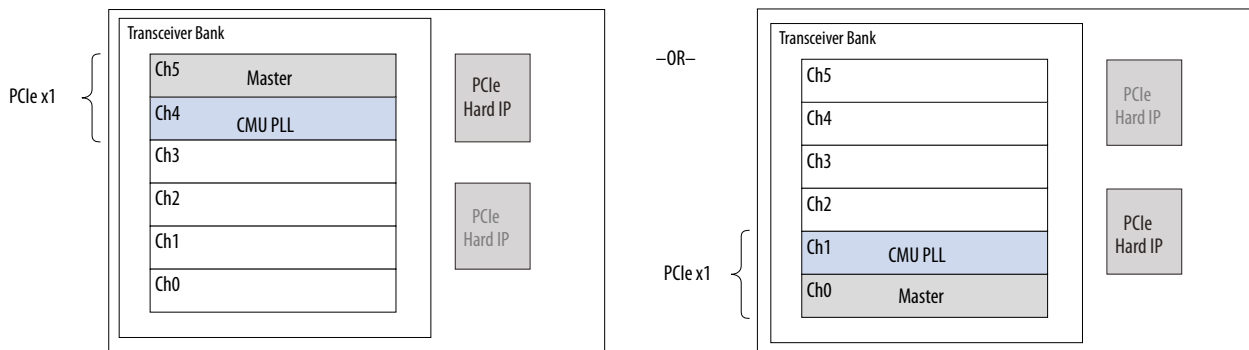 Transceiver Bank
PCIe x1
Ch5 Master
Ch4 CMU PLL
Ch3
Ch2
Ch1
Ch0
PCIe
Hard IP
PCIe
Hard IP
–OR–
Transceiver Bank
Ch5
Ch4
Ch3
Ch2
PCIe x1
Ch1 CMU PLL
Ch0 Master
PCIe
Hard IP
PCIe
Hard IP